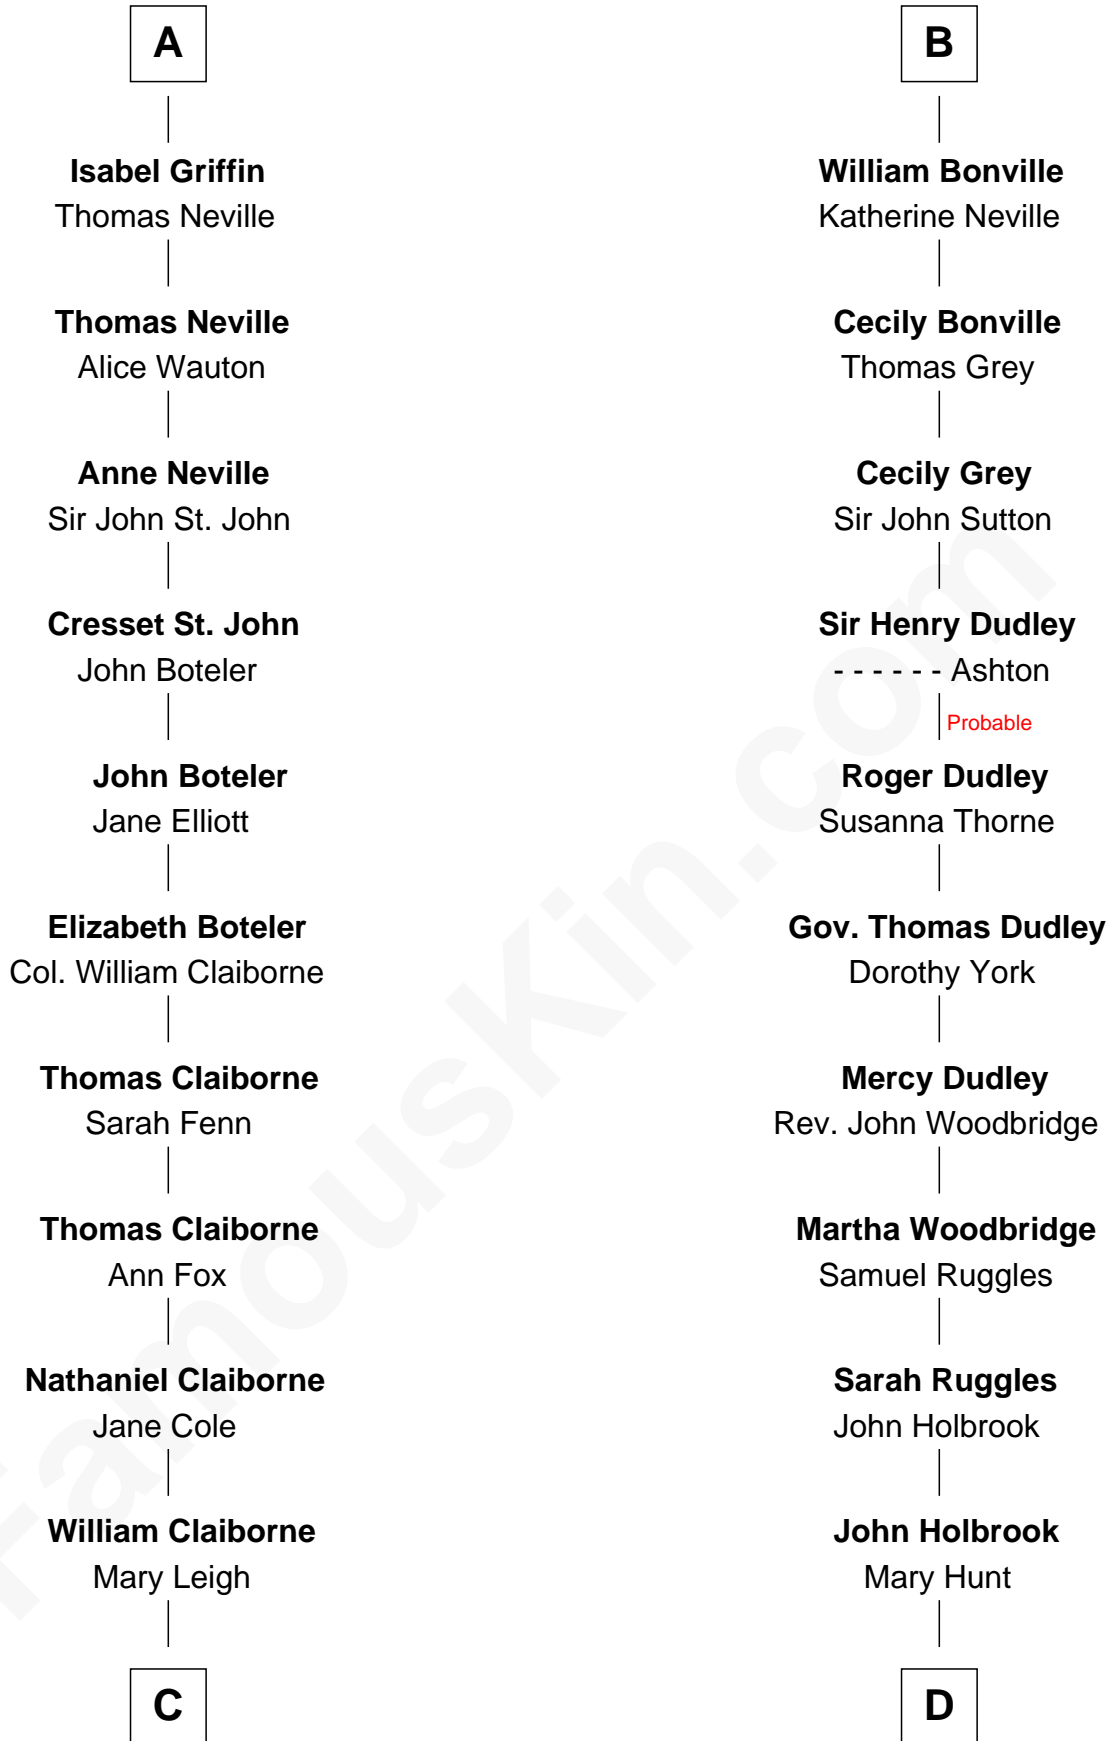 A
Isabel Griffin
Thomas Neville
Thomas Neville
Alice Wauton
Anne Neville
Sir John St. John
Cresset St. John
John Boteler
John Boteler
Jane Elliott
Elizabeth Boteler
Col. William Claiborne
Thomas Claiborne
Sarah Fenn
Thomas Claiborne
Ann Fox
Nathaniel Claiborne
Jane Cole
William Claiborne
Mary Leigh
C
B
William Bonville
Katherine Neville
Cecily Bonville
Thomas Grey
Cecily Grey
Sir John Sutton
Sir Henry Dudley
- - - - - - Ashton
Probable
Roger Dudley
Susanna Thorne
Gov. Thomas Dudley
Dorothy York
Mercy Dudley
Rev. John Woodbridge
Martha Woodbridge
Samuel Ruggles
Sarah Ruggles
John Holbrook
John Holbrook
Mary Hunt
D
FamousKin.com